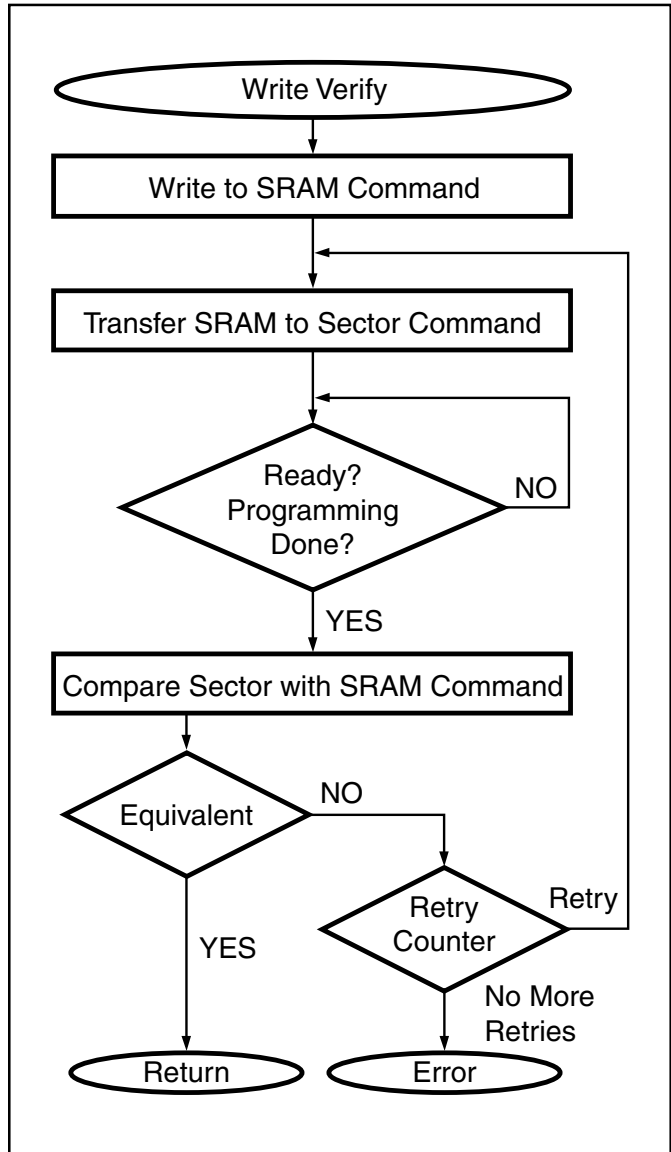 Write Verify
Write to SRAM Command
Transfer SRAM to Sector Command
Ready?
Programming
Done?
NO
YES
Compare Sector with SRAM Command
Equivalent
NO
Retry
Counter
Retry
YES
No More
Retries
Return
Error